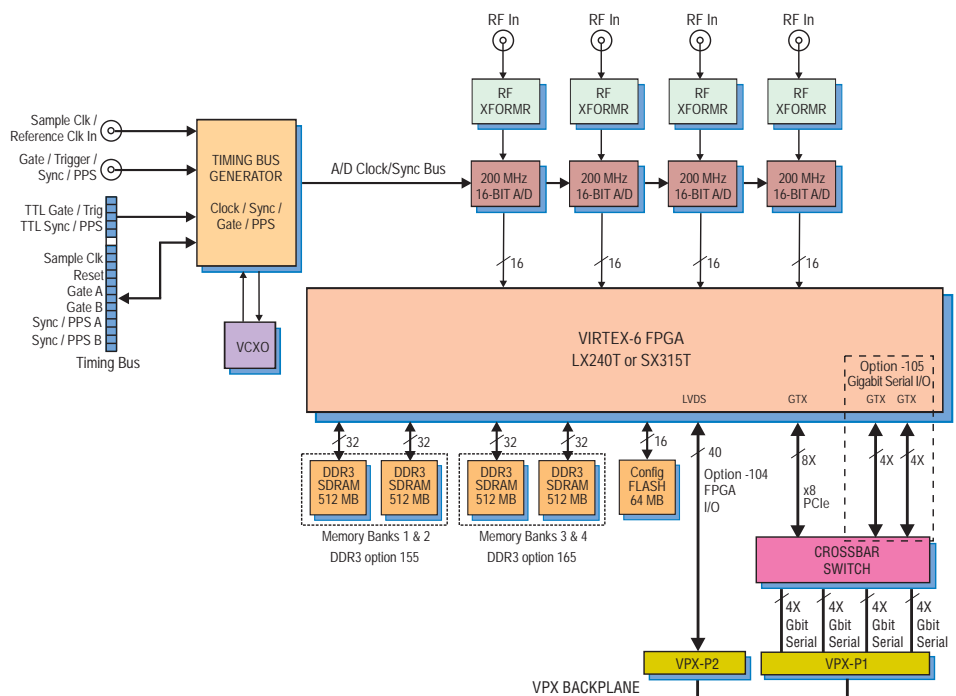 RF In
RF In
RF In
RF In
RF
XFORMR
RF
XFORMR
RF
XFORMR
RF
XFORMR
Sample Clk /
Reference Clk In
Gate / Trigger /
Sync / PPS
TTL Gate / Trig
TTL Sync / PPS
Sample Clk
Reset
Gate A
Gate B
Sync / PPS A
Sync / PPS B
Timing Bus
TIMING BUS
GENERATOR
Clock / Sync /
Gate / PPS
VCXO
A/D Clock/Sync Bus
200 MHz
16-BIT A/D
200 MHz
16-BIT A/D
200 MHz
16-BIT A/D
200 MHz
16-BIT A/D
16
16
16
16
VIRTEX-6 FPGA
LX240T or SX315T
Option -105
Gigabit Serial I/O
LVDS
GTX
GTX
GTX
32
32
32
32
16
40
8X
4X
4X
DDR3
SDRAM
512 MB
DDR3
SDRAM
512 MB
DDR3
SDRAM
512 MB
DDR3
SDRAM
512 MB
Config
FLASH
64 MB
Option -104
FPGA
I/O
x8
PCIe
Memory Banks 1 & 2
DDR3 option 155
Memory Banks 3 & 4
DDR3 option 165
CROSSBAR
SWITCH
4X
Gbit
Serial
4X
Gbit
Serial
4X
Gbit
Serial
4X
Gbit
Serial
VPX-P2
VPX-P1
VPX BACKPLANE